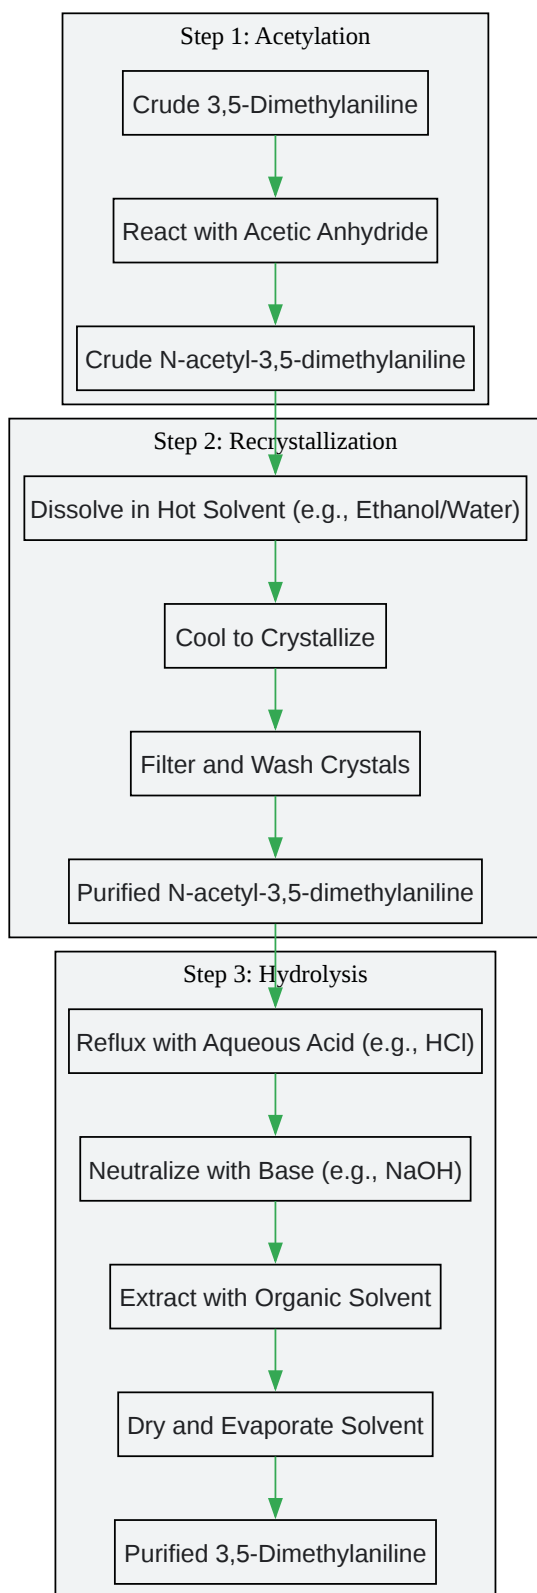 Step 1: Acetylation
Crude 3,5-Dimethylaniline
React with Acetic Anhydride
Crude N-acetyl-3,5-dimethylaniline
Step 2: Recrystallization
Dissolve in Hot Solvent (e.g., Ethanol/Water)
Cool to Crystallize
Filter and Wash Crystals
Purified N-acetyl-3,5-dimethylaniline
Step 3: Hydrolysis
Reflux with Aqueous Acid (e.g., HCl)
Neutralize with Base (e.g., NaOH)
Extract with Organic Solvent
Dry and Evaporate Solvent
Purified 3,5-Dimethylaniline